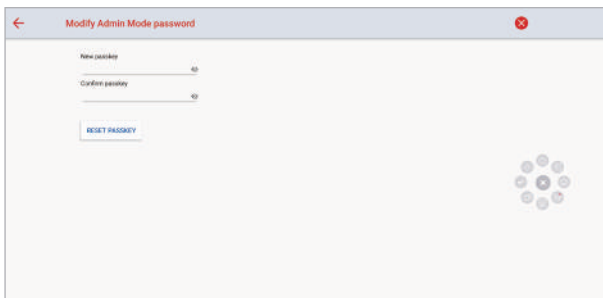 Modify Admin Mode password
New passkey
Confirm passkey
RESET PASSKEY